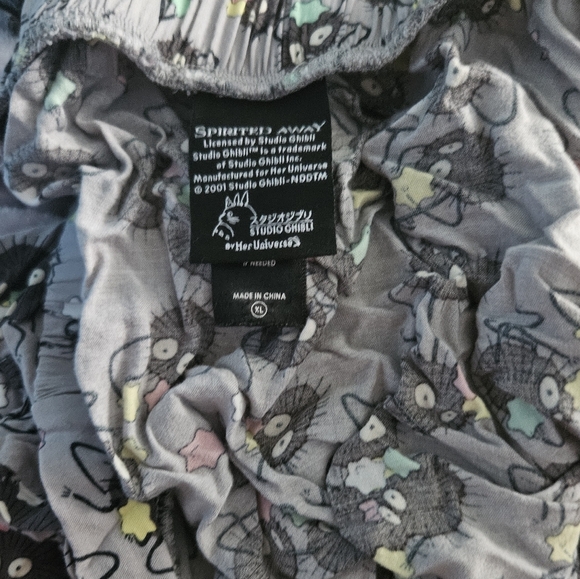 SPIRITED AWAY
Licensed by Studio Ghibli
Studio Ghibli™ is a trademark
of Studio Ghibli Inc.
Manufactured for Her Universe
© 2001 Studio Ghibli・NDDTM
スタジオジブリ
STUDIO GHIBLI
BY Her Universe
IF NEEDED
MADE IN CHINA
XL